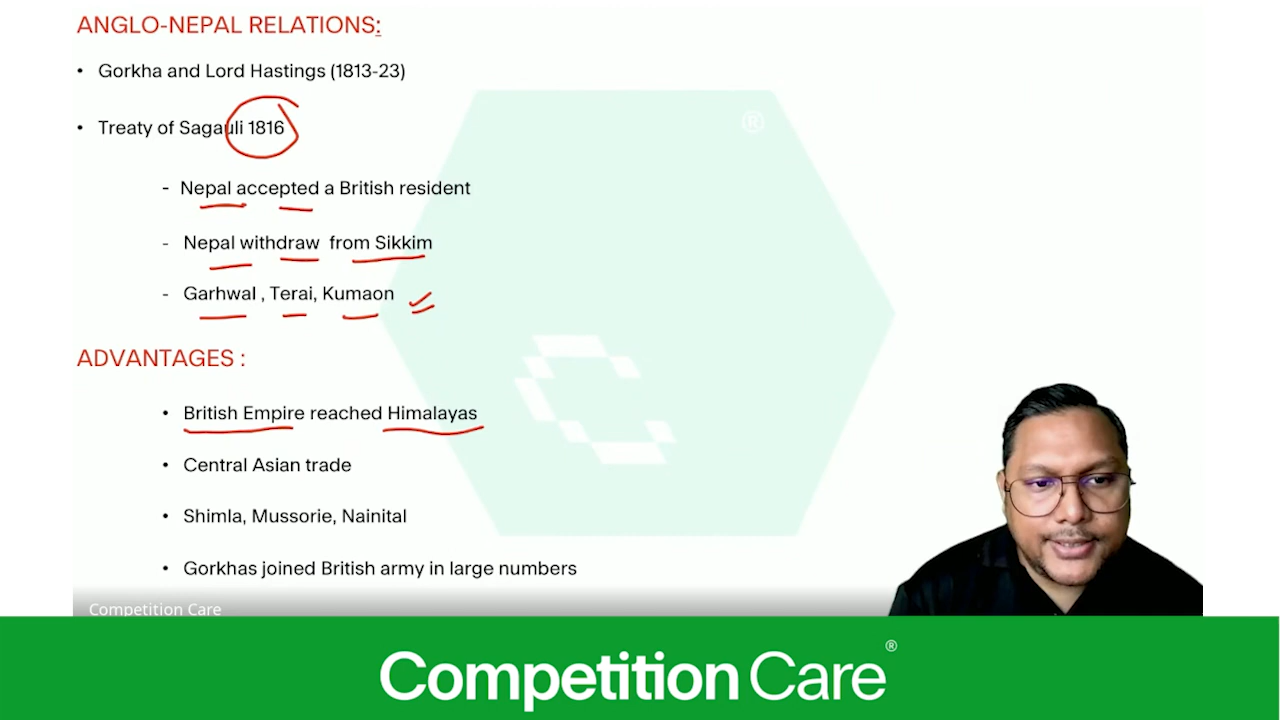 ANGLO-NEPAL RELATIONS:
• Gorkha and Lord Hastings (1813-23)
• Treaty of Sagauli 1816
- Nepal accepted a British resident
- Nepal withdraw from Sikkim
- Garhwal , Terai, Kumaon
ADVANTAGES :
• British Empire reached Himalayas
• Central Asian trade
• Shimla, Mussorie, Nainital
• Gorkhas joined British army in large numbers
Competition Care
Competition Care®
®